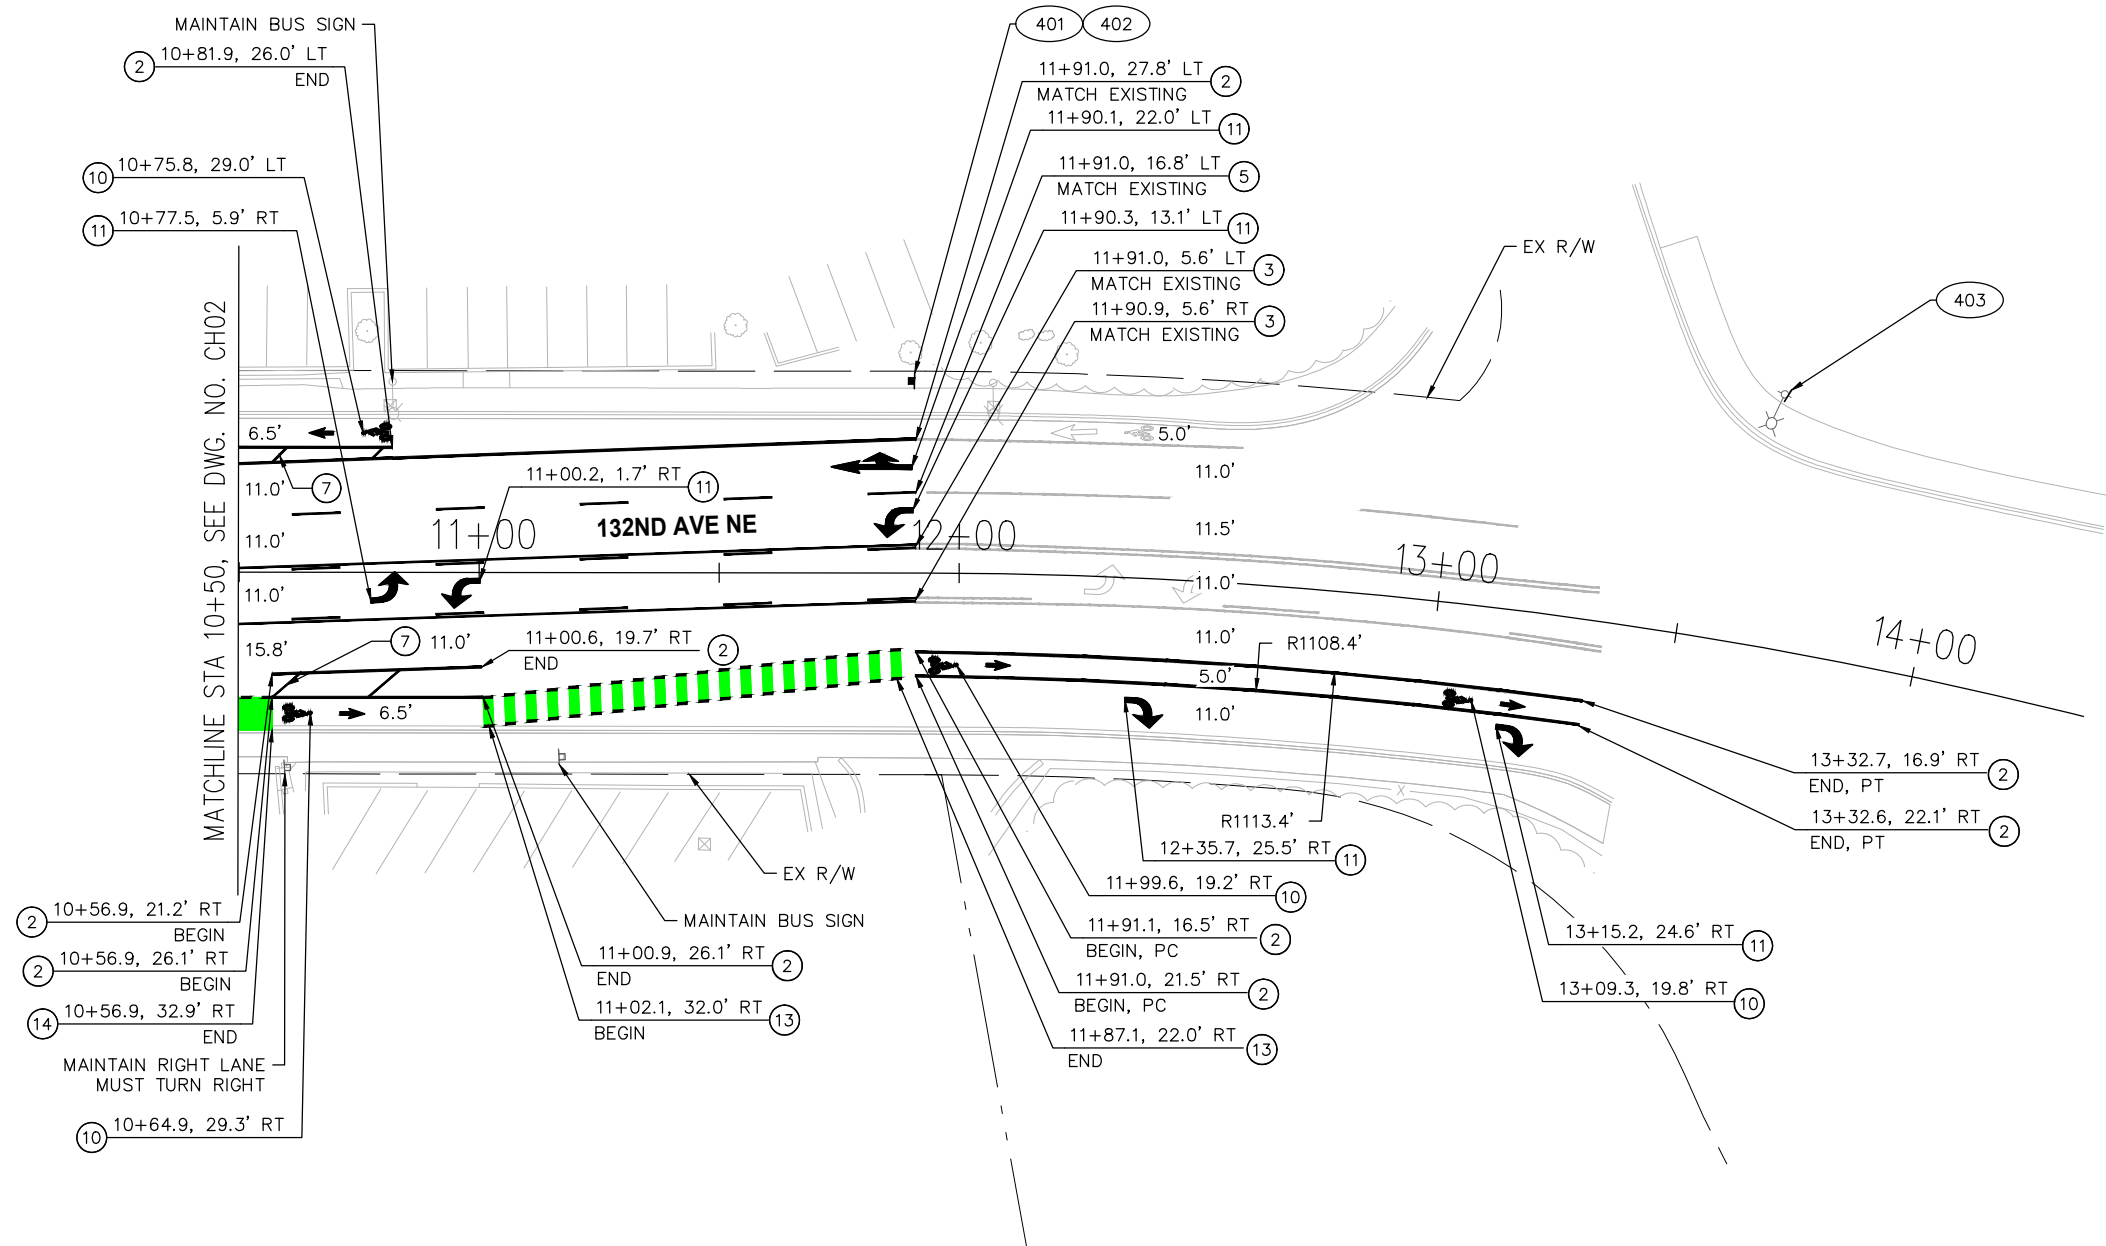 MAINTAIN BUS SIGN
2 10+81.9, 26.0' LT
END
10 10+75.8, 29.0' LT
11 10+77.5, 5.9' RT
401 402
11+91.0, 27.8' LT 2
MATCH EXISTING
11+90.1, 22.0' LT 11
11+91.0, 16.8' LT 5
MATCH EXISTING
11+90.3, 13.1' LT 11
11+91.0, 5.6' LT 3
MATCH EXISTING
11+90.9, 5.6' RT 3
MATCH EXISTING
EX R/W
403
MATCHLINE STA 10+50, SEE DWG. NO. CH02
6.5'
5.0'
11.0'
7
11+00.2, 1.7' RT 11
11.0'
11.0'
11+00
132ND AVE NE
12+00
11.5'
13+00
11.0'
11.0'
14+00
15.8'
7
11.0'
11+00.6, 19.7' RT 2
END
11.0'
R1108.4'
5.0'
6.5'
11.0'
13+32.7, 16.9' RT 2
END, PT
R1113.4'
13+32.6, 22.1' RT 2
END, PT
12+35.7, 25.5' RT 11
EX R/W
11+99.6, 19.2' RT 10
2 10+56.9, 21.2' RT
BEGIN
MAINTAIN BUS SIGN
11+91.1, 16.5' RT 2
BEGIN, PC
13+15.2, 24.6' RT 11
2 10+56.9, 26.1' RT
BEGIN
11+00.9, 26.1' RT 2
END
11+91.0, 21.5' RT 2
BEGIN, PC
13+09.3, 19.8' RT 10
14 10+56.9, 32.9' RT
END
11+02.1, 32.0' RT 13
BEGIN
11+87.1, 22.0' RT 13
END
MAINTAIN RIGHT LANE
MUST TURN RIGHT
10 10+64.9, 29.3' RT